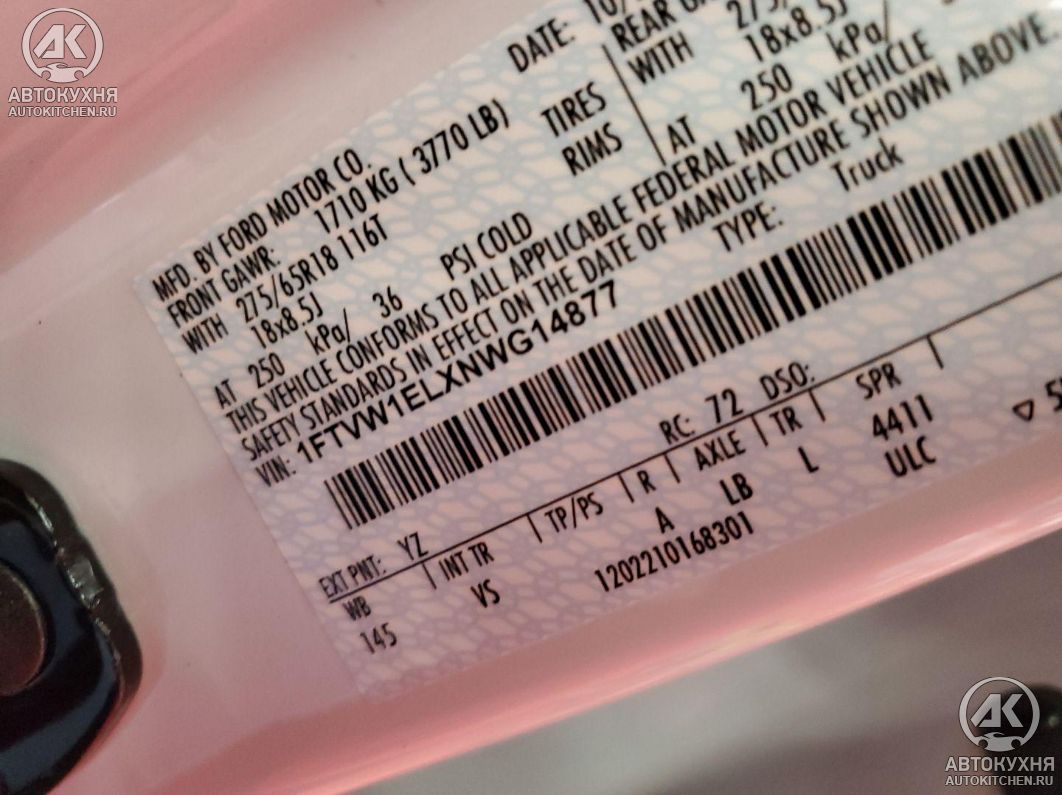 АВТОКУХНЯ
AUTOKITCHEN.RU
MFD. BY FORD MOTOR CO.
DATE: 10/
FRONT GAWR: 1710 KG ( 3770 LB)
REAR
WITH 275/65R18 116T
TIRES
WITH 275/
18x8.5J
RIMS
18x8.5J
AT 250 kPa/ 36 PSI COLD
AT 250 kPa/
THIS VEHICLE CONFORMS TO ALL APPLICABLE FEDERAL MOTOR VEHICLE
SAFETY STANDARDS IN EFFECT ON THE DATE OF MANUFACTURE SHOWN ABOVE.
VIN: 1FTVW1ELXNWG14877
TYPE: Truck
EXT PNT: YZ
RC: 72 DSO:
WB INT TR TP/PS R AXLE TR SPR
145 VS A LB L 4411
1202210168301 ULC
АВТОКУХНЯ
AUTOKITCHEN.RU